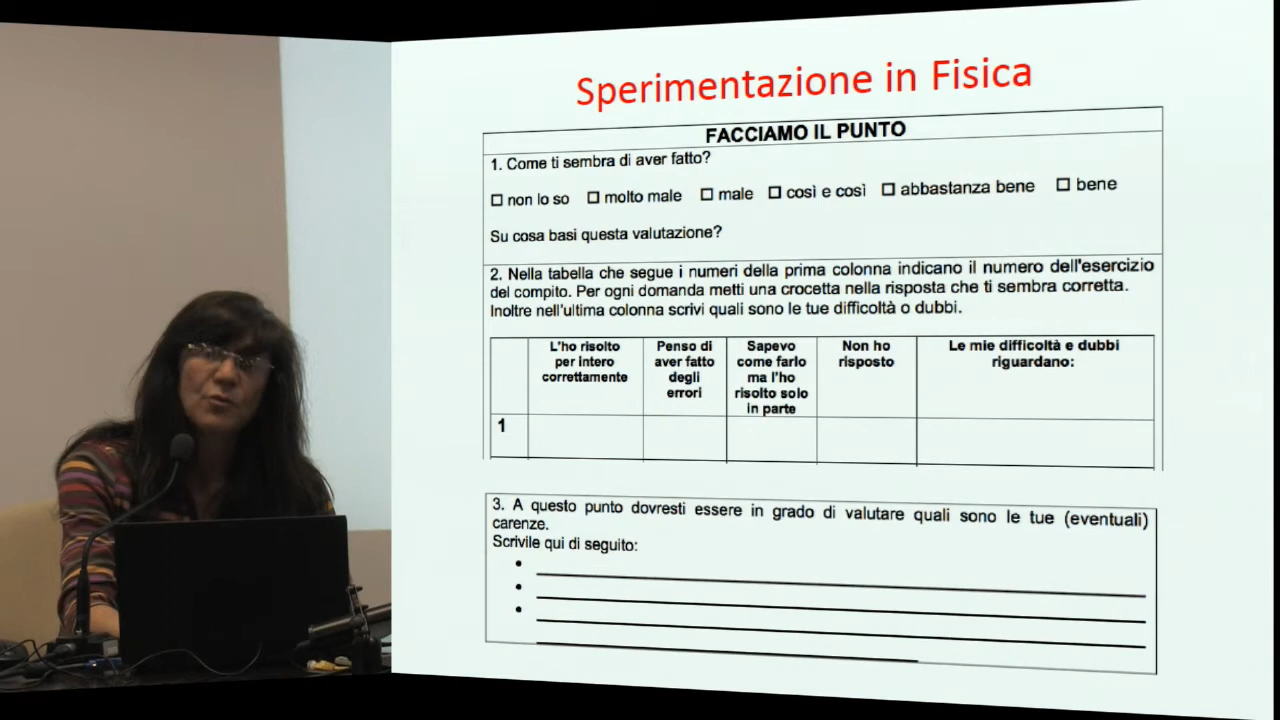 Sperimentazione in Fisica
FACCIAMO IL PUNTO
1. Come ti sembra di aver fatto?
☐ non lo so ☐ molto male ☐ male ☐ così e così ☐ abbastanza bene ☐ bene
Su cosa basi questa valutazione?
2. Nella tabella che segue i numeri della prima colonna indicano il numero dell'esercizio
del compito. Per ogni domanda metti una crocetta nella risposta che ti sembra corretta.
Inoltre nell'ultima colonna scrivi quali sono le tue difficoltà o dubbi.
L'ho risolto
per intero
correttamente
Penso di
aver fatto
degli
errori
Sapevo
come farlo
ma l'ho
risolto solo
in parte
Non ho
risposto
Le mie difficoltà e dubbi
riguardano:
1
3. A questo punto dovresti essere in grado di valutare quali sono le tue (eventuali)
carenze.
Scrivile qui di seguito: